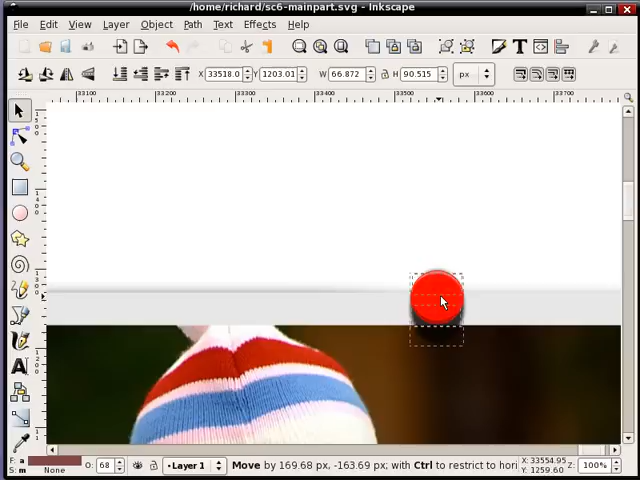 /home/richard/sc6-mainpart.svg - Inkscape
File Edit View Layer Object Path Text Effects Help
X 33518.0 Y 1203.01 W 66.872 H 90.515 px
33100 33200 33300 33400 33500 33600 33700
F: a
S: m None O: 68 Layer 1 Move by 169.68 px, -163.69 px; with Ctrl to restrict to hori X: 33554.95 Y: 1259.60 Z: 100%